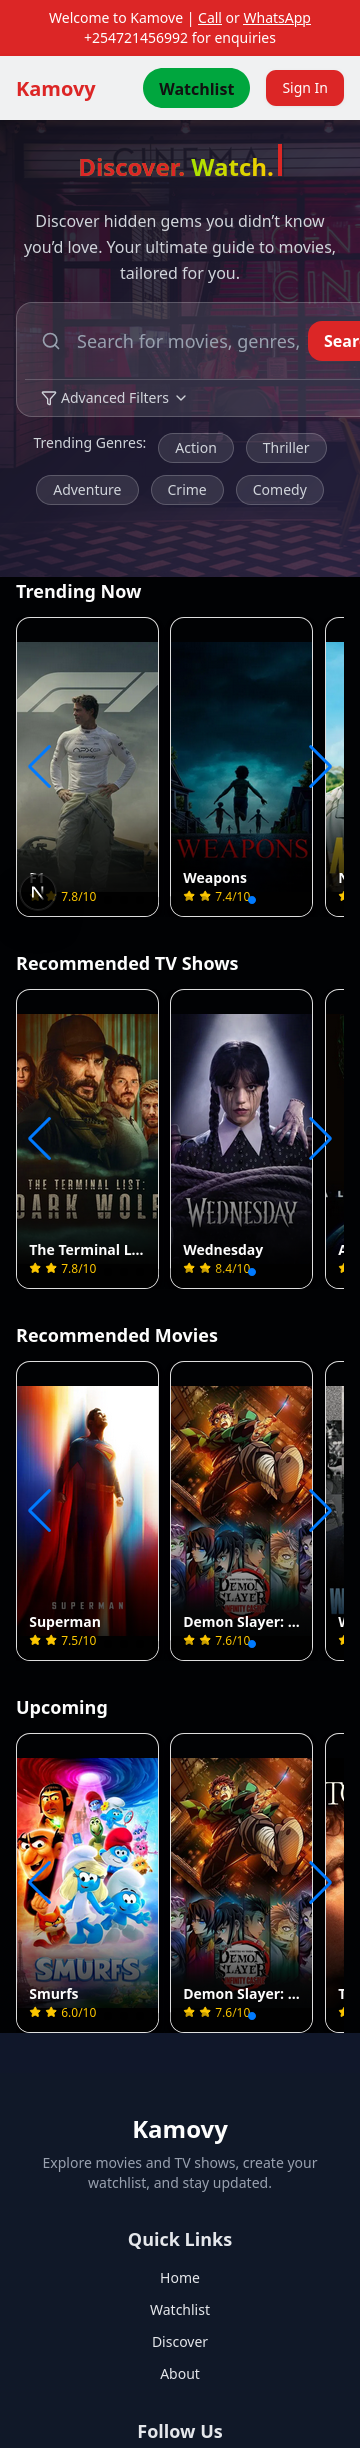 Welcome to Kamove | Call or WhatsApp
+254721456992 for enquiries
Kamovy
Watchlist
Sign In
CINEMA
Discover. Watch.
Discover hidden gems you didn’t know
you’d love. Your ultimate guide to movies,
tailored for you.
Search for movies, genres,
Sear
Advanced Filters
Trending Genres:
Action
Thriller
Adventure
Crime
Comedy
Trending Now
WEAPONS
F1
Weapons
N
7.8/10
7.4/10
Recommended TV Shows
THE TERMINAL LIST:
DARK WOLF
WEDNESDAY
The Terminal L...
Wednesday
A
7.8/10
8.4/10
Recommended Movies
SUPERMAN
DEMON
SLAYER
INFINITY CASTLE
Superman
Demon Slayer: ...
W
7.5/10
7.6/10
Upcoming
SMURFS
DEMON
SLAYER
INFINITY CASTLE
Smurfs
Demon Slayer: ...
T
6.0/10
7.6/10
Kamovy
Explore movies and TV shows, create your
watchlist, and stay updated.
Quick Links
Home
Watchlist
Discover
About
Follow Us